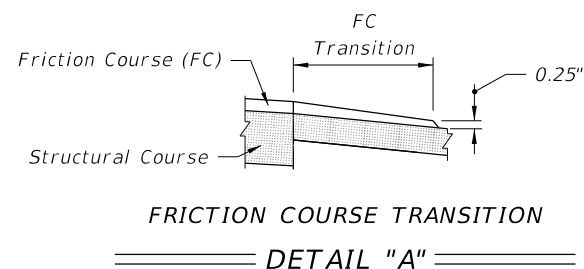 FC
Transition
Friction Course (FC)
0.25"
Structural Course
FRICTION COURSE TRANSITION
DETAIL "A"